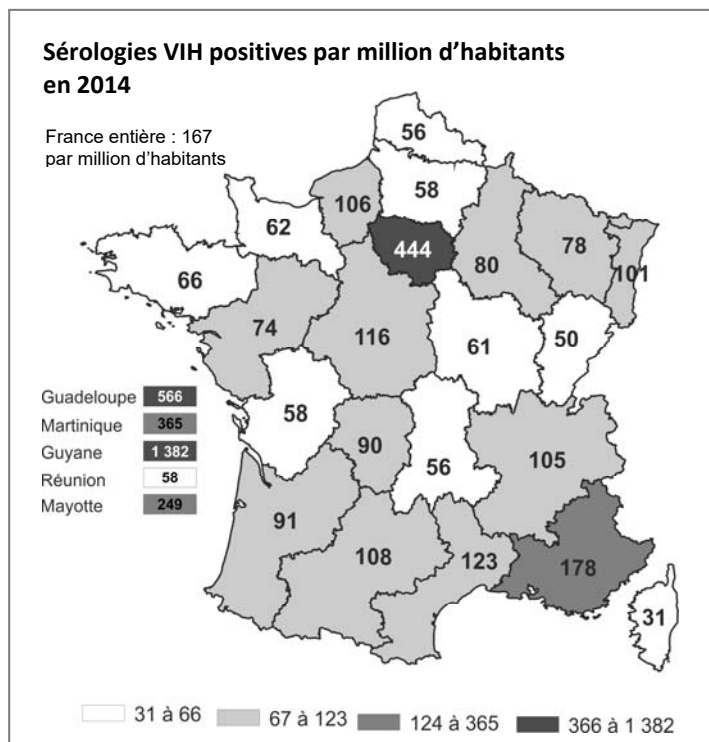 Sérologies VIH positives par million d’habitants
en 2014
France entière : 167
par million d’habitants
56
58
106
62
444
80
78
101
66
74
116
61
50
Guadeloupe 566
Martinique 365
Guyane 1 382
Réunion 58
Mayotte 249
58
90
56
105
91
108
123
178
31
31 à 66
67 à 123
124 à 365
366 à 1 382